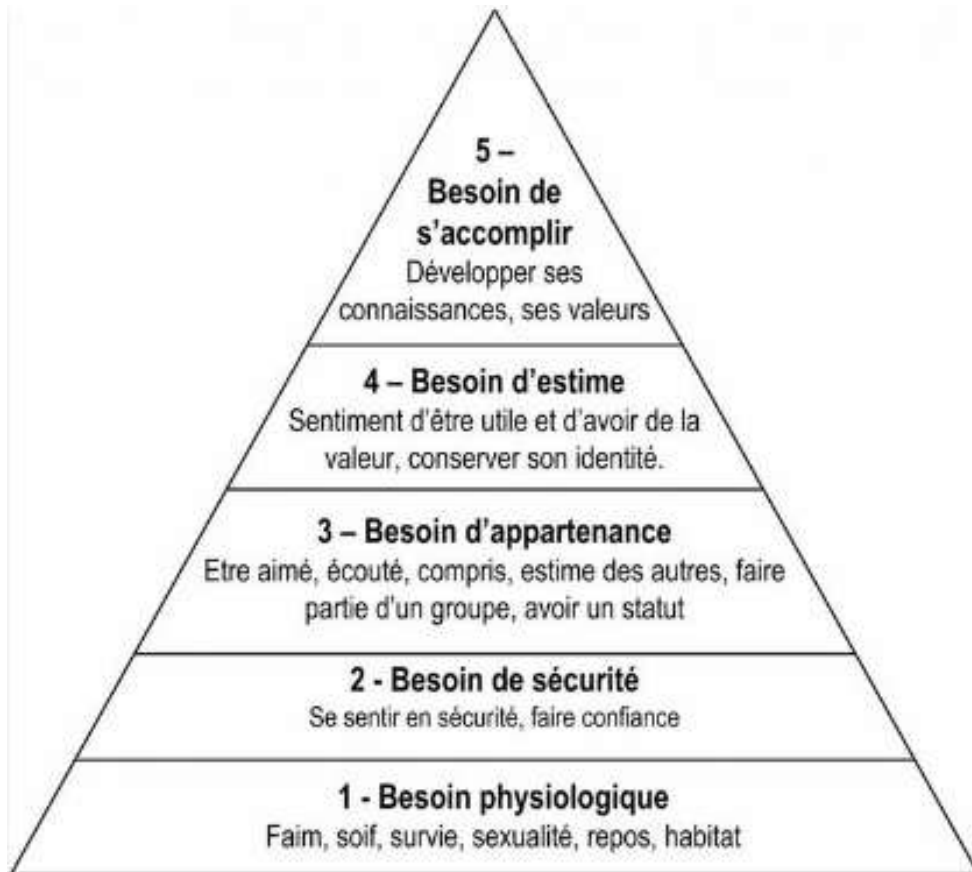 5 –
Besoin de
s’accomplir
Développer ses
connaissances, ses valeurs
4 – Besoin d’estime
Sentiment d’être utile et d’avoir de la
valeur, conserver son identité.
3 – Besoin d’appartenance
Etre aimé, écouté, compris, estime des autres, faire
partie d’un groupe, avoir un statut
2 - Besoin de sécurité
Se sentir en sécurité, faire confiance
1 - Besoin physiologique
Faim, soif, survie, sexualité, repos, habitat